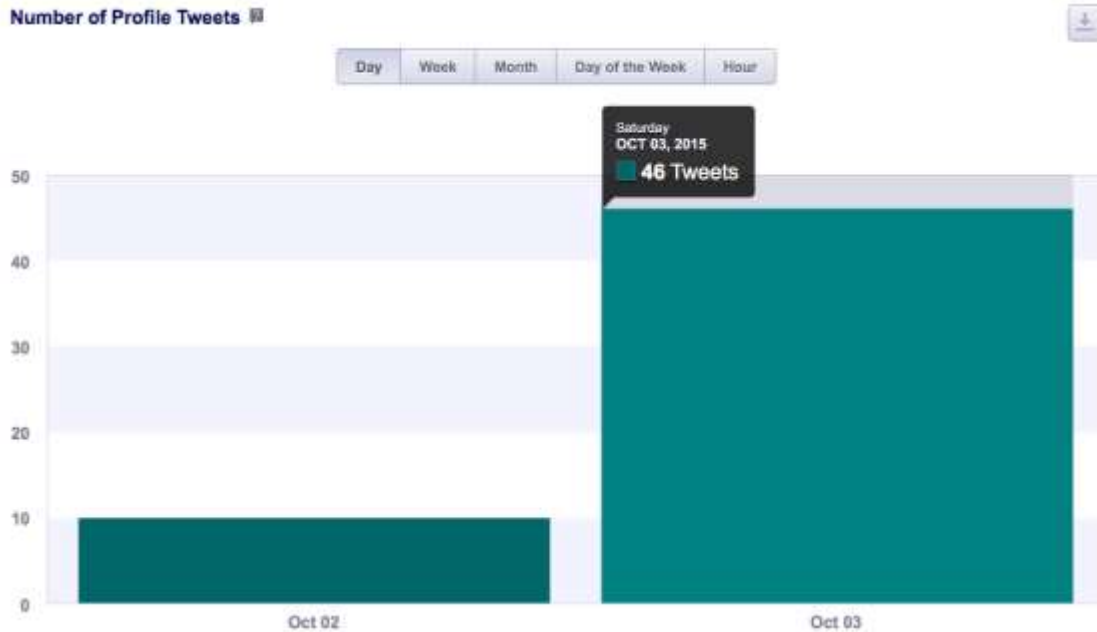 Number of Profile Tweets
Day Week Month Day of the Week Hour
Saturday
OCT 03, 2015
46 Tweets
50
40
30
20
10
0
Oct 02 Oct 03